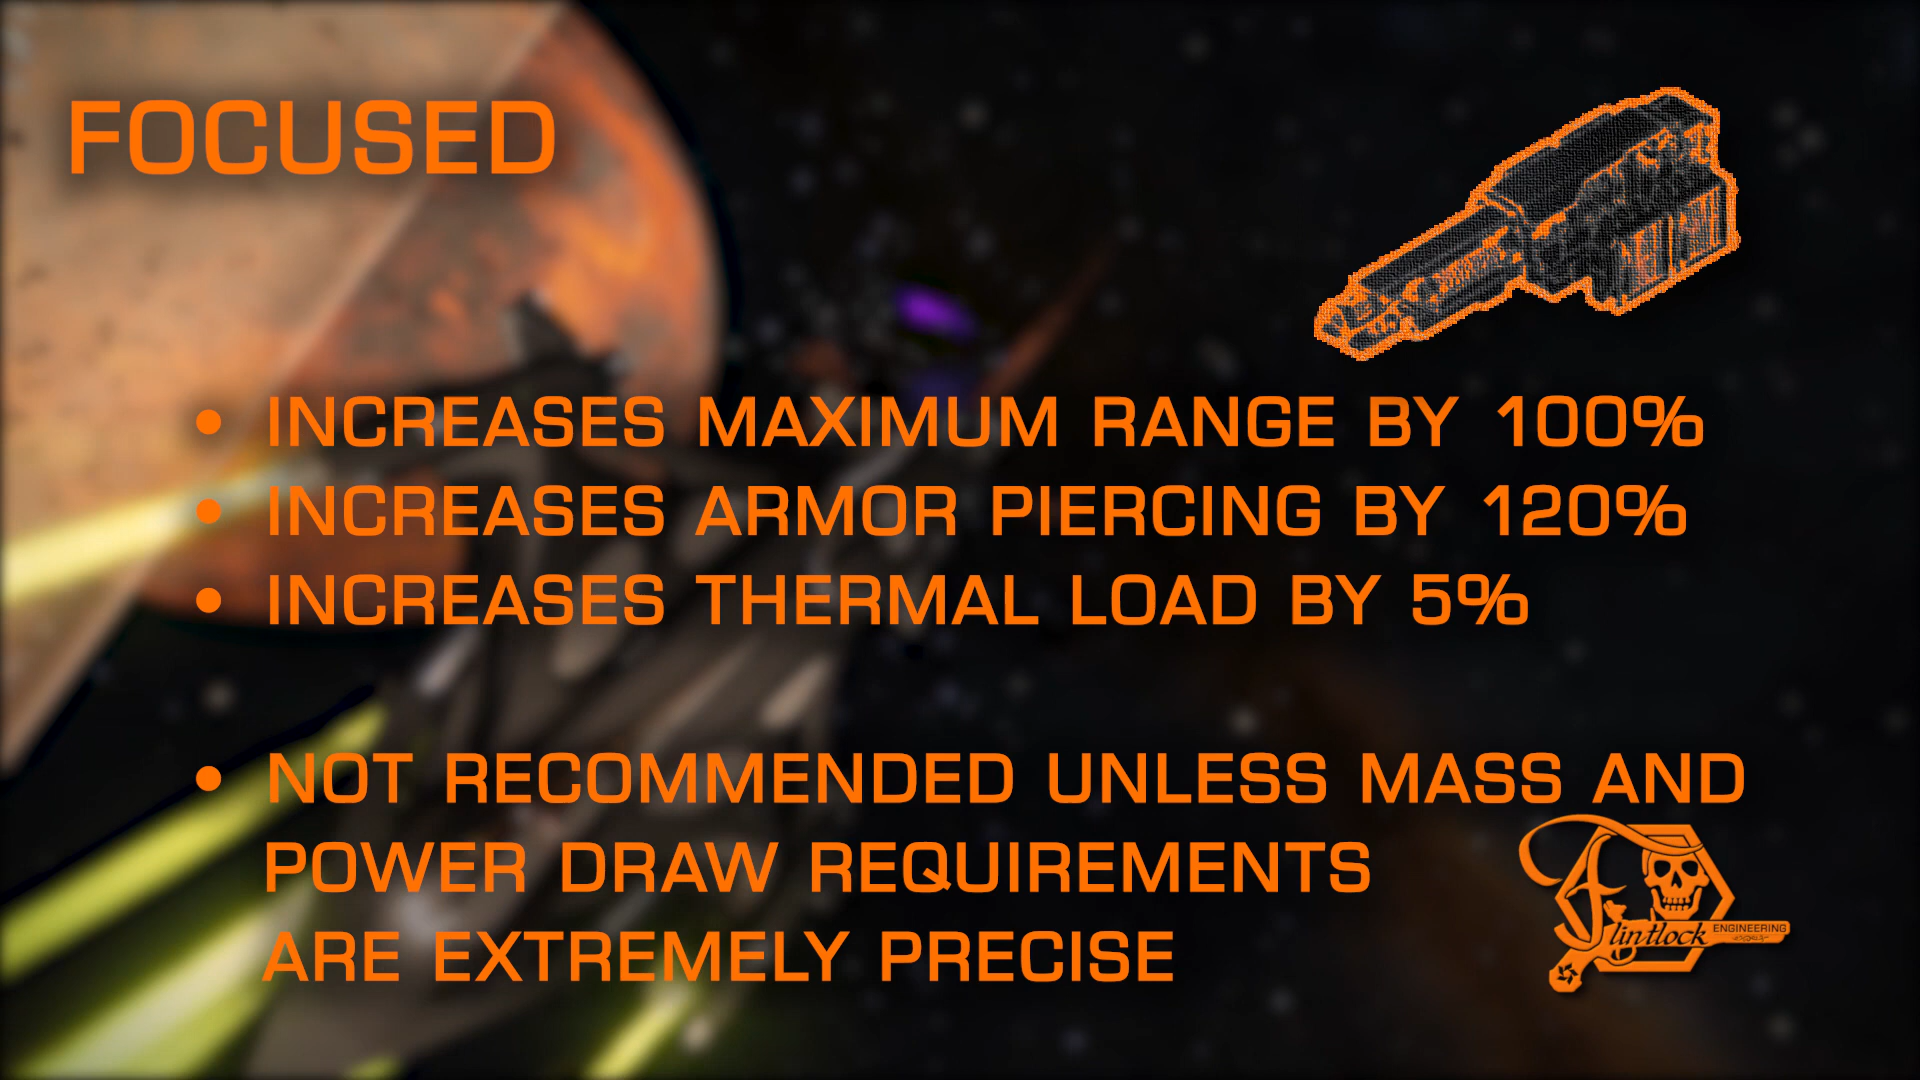 FOCUSED
• INCREASES MAXIMUM RANGE BY 100%
• INCREASES ARMOR PIERCING BY 120%
• INCREASES THERMAL LOAD BY 5%
• NOT RECOMMENDED UNLESS MASS AND
POWER DRAW REQUIREMENTS
ARE EXTREMELY PRECISE
Flintlock ENGINEERING